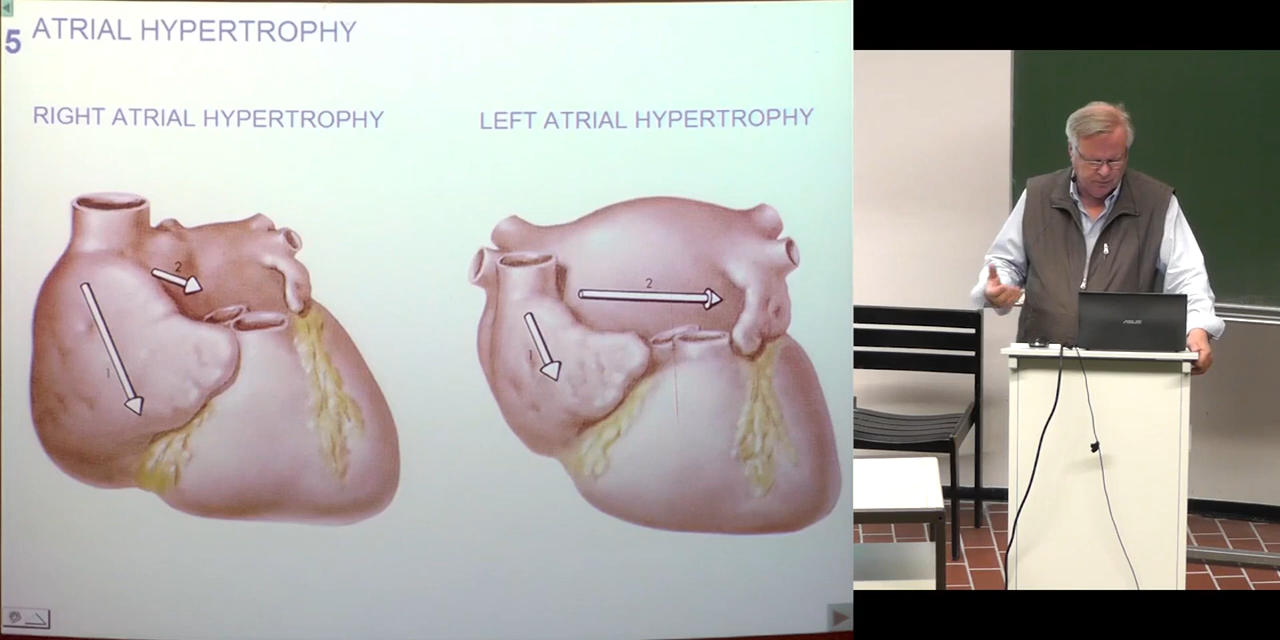 5
ATRIAL HYPERTROPHY
RIGHT ATRIAL HYPERTROPHY
LEFT ATRIAL HYPERTROPHY
2
1
2
1
ASUS